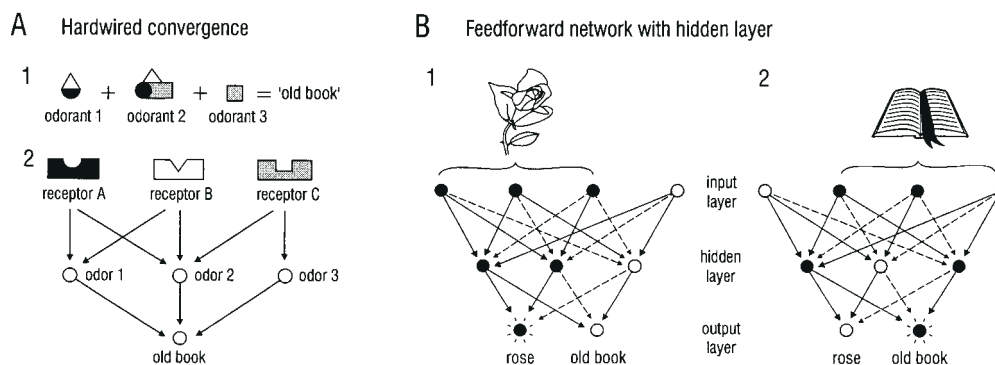 A Hardwired convergence
1
+ + = 'old book'
odorant 1 odorant 2 odorant 3
2
receptor A receptor B receptor C
odor 1 odor 2 odor 3
old book
B Feedforward network with hidden layer
1 2
input
layer
hidden
layer
output
layer
rose old book
rose old book